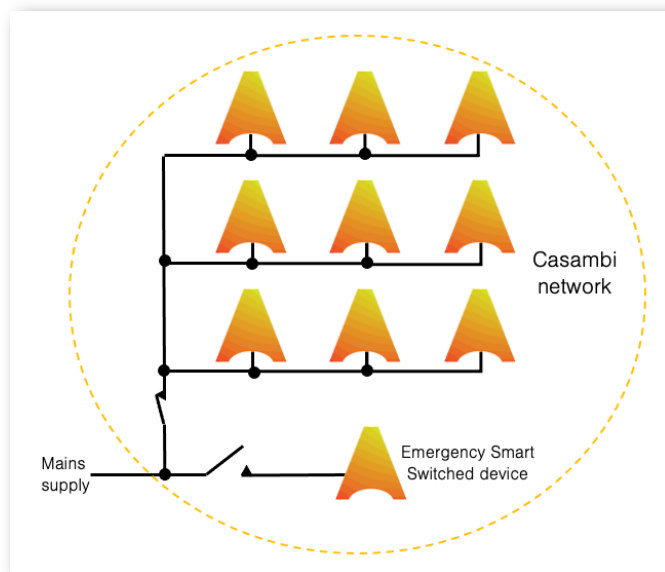 Casambi
network
Mains
supply
Emergency Smart
Switched device